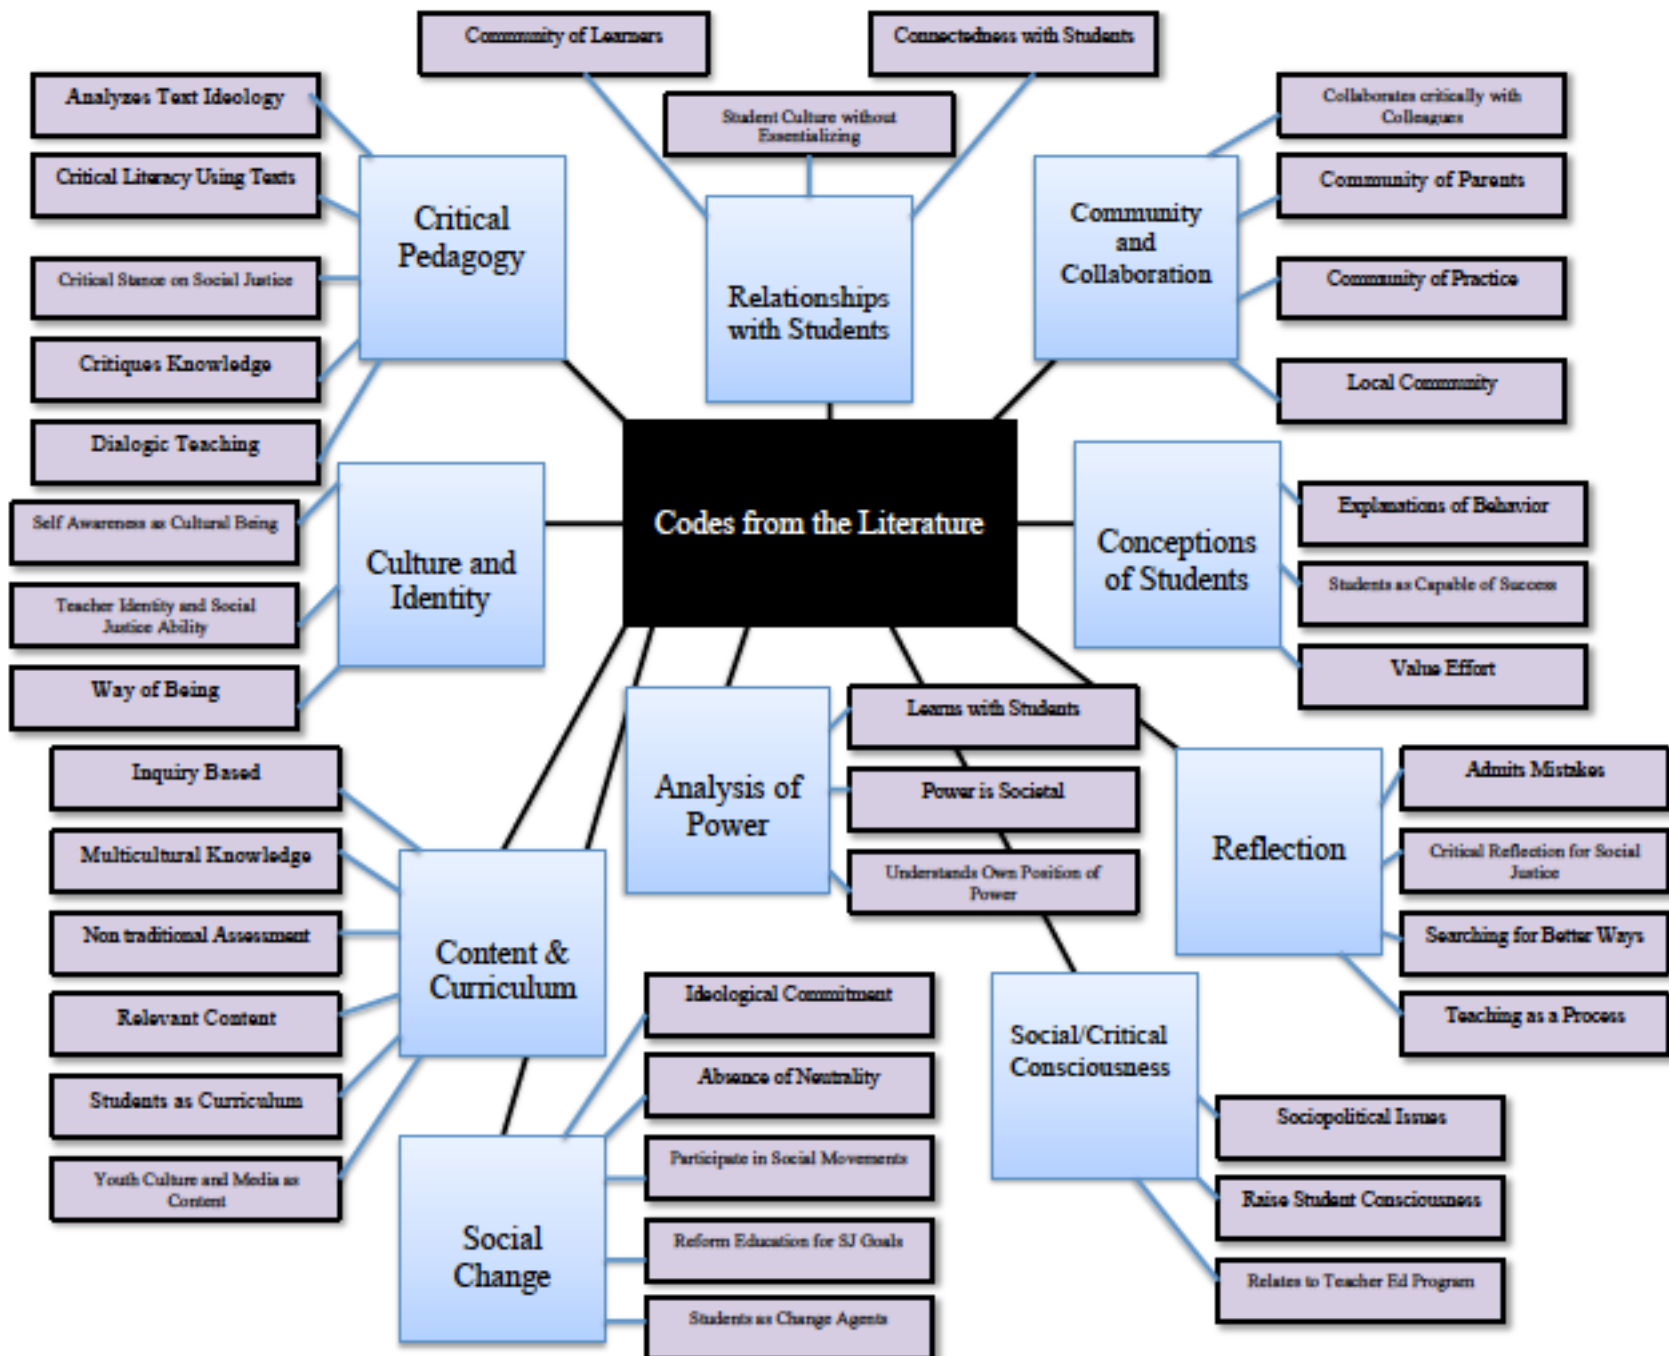 Community of Learners
Connectedness with Students
Student Culture without
Essentializing
Relationships
with Students
Analyzes Text Ideology
Critical Literacy Using Texts
Critical Stance on Social Justice
Critiques Knowledge
Dialogic Teaching
Critical
Pedagogy
Collaborates critically with
Colleagues
Community of Parents
Community of Practice
Local Community
Community
and
Collaboration
Codes from the Literature
Self Awareness as Cultural Being
Teacher Identity and Social
Justice Ability
Way of Being
Culture and
Identity
Conceptions
of Students
Explanations of Behavior
Students as Capable of Success
Value Effort
Inquiry Based
Multicultural Knowledge
Non traditional Assessment
Relevant Content
Students as Curriculum
Youth Culture and Media as
Content
Content &
Curriculum
Analysis of
Power
Learns with Students
Power is Societal
Understands Own Position of
Power
Reflection
Admits Mistakes
Critical Reflection for Social
Justice
Searching for Better Ways
Teaching as a Process
Social
Change
Ideological Commitment
Absence of Neutrality
Participate in Social Movements
Reform Education for SJ Goals
Students as Change Agents
Social/Critical
Consciousness
Sociopolitical Issues
Raise Student Consciousness
Relates to Teacher Ed Program